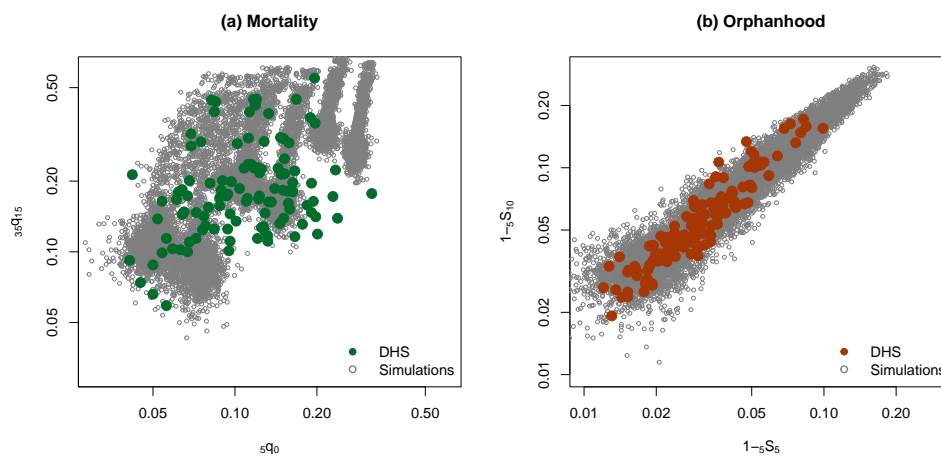 (a) Mortality
0.50
0.20
0.10
0.05
₃₅q₁₅
0.05
0.10
0.20
0.50
₅q₀
DHS
Simulations
(b) Orphanhood
0.20
0.10
0.05
0.02
0.01
1−₅S₁₀
0.01
0.02
0.05
0.10
0.20
1−₅S₅
DHS
Simulations